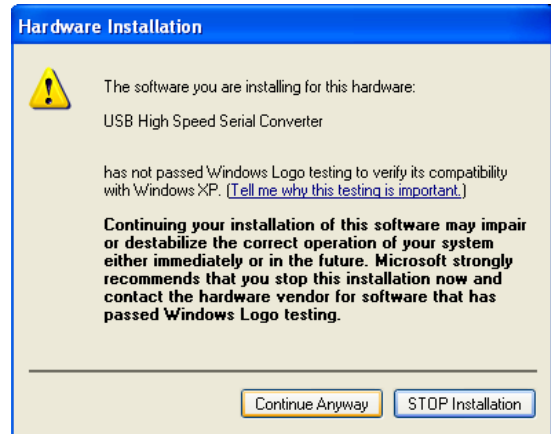 Hardware Installation
The software you are installing for this hardware:
USB High Speed Serial Converter
has not passed Windows Logo testing to verify its compatibility
with Windows XP. (Tell me why this testing is important.)
Continuing your installation of this software may impair
or destabilize the correct operation of your system
either immediately or in the future. Microsoft strongly
recommends that you stop this installation now and
contact the hardware vendor for software that has
passed Windows Logo testing.
Continue Anyway STOP Installation